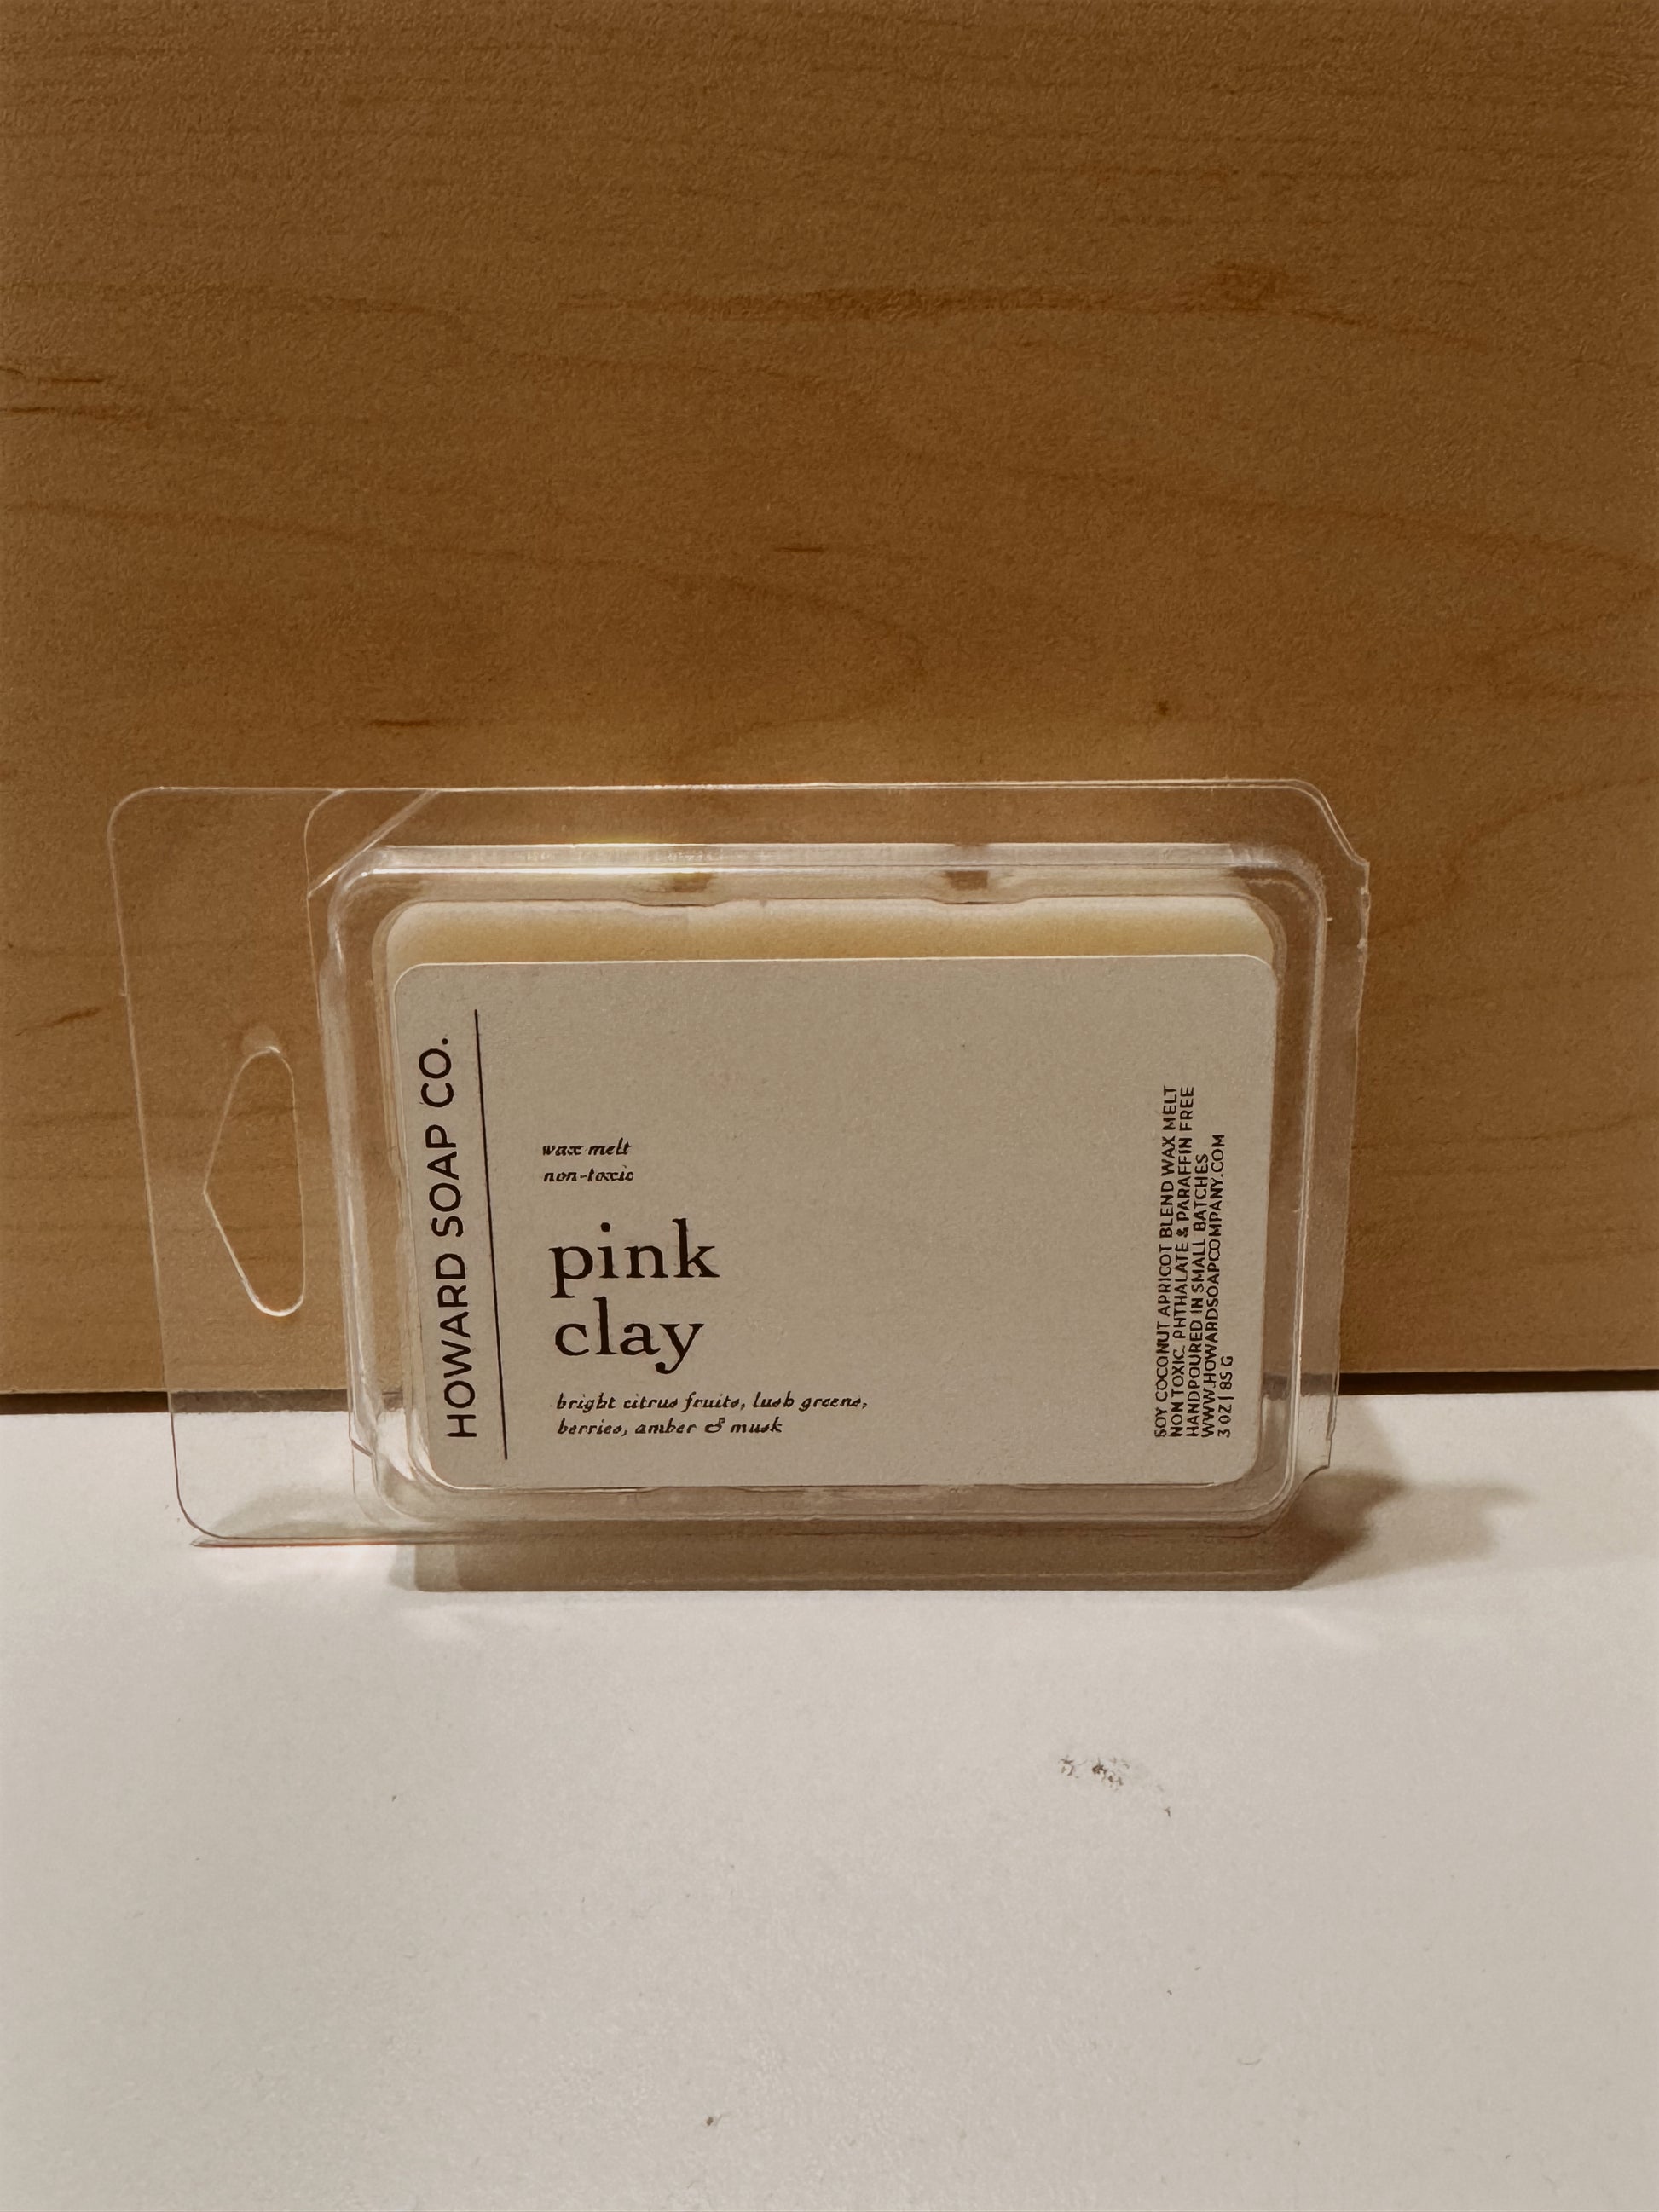 HOWARD SOAP CO.
wax melt
non-toxic
pink
clay
bright citrus fruits, lush greens,
berries, amber & musk
SOY COCONUT APRICOT BLEND WAX MELT
NON TOXIC. PHTHALATE & PARAFFIN FREE
HANDPOURED IN SMALL BATCHES
WWW.HOWARDSOAPCOMPANY.COM
3 OZ | 85 G